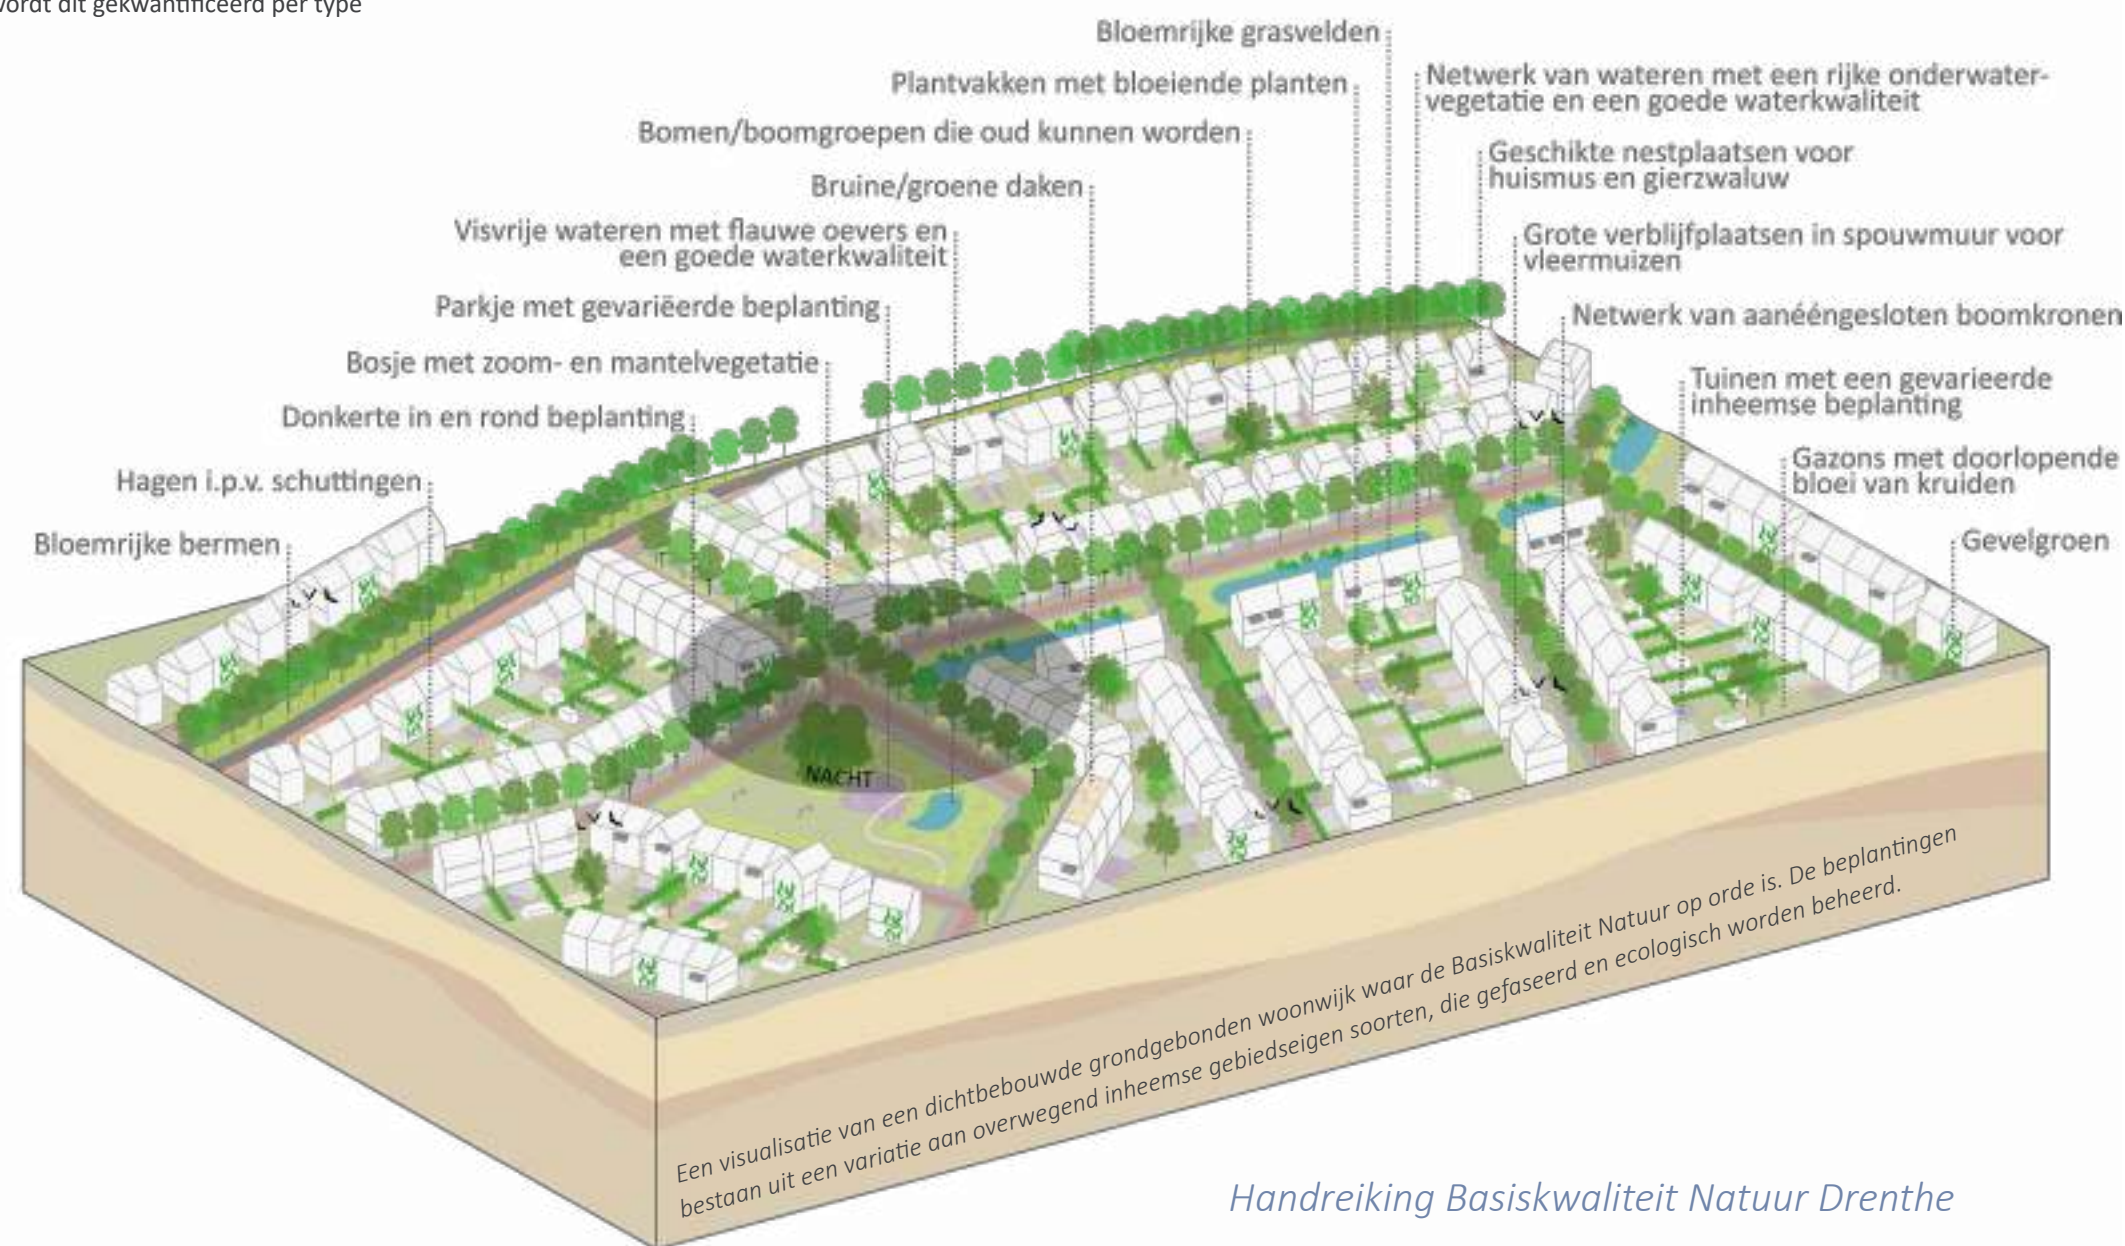 wordt dit gekwantificeerd per type
Bloemrijke grasvelden
Plantvakken met bloeiende planten
Netwerk van wateren met een rijke onderwater-
vegetatie en een goede waterkwaliteit
Bomen/boomgroepen die oud kunnen worden
Geschikte nestplaatsen voor
huismus en gierzwaluw
Bruine/groene daken
Visvrije wateren met flauwe oevers en
een goede waterkwaliteit
Grote verblijfplaatsen in spouwmuur voor
vleermuizen
Parkje met gevariëerde beplanting
Netwerk van aanééngesloten boomkronen
Bosje met zoom- en mantelvegetatie
Tuinen met een gevarieerde
inheemse beplanting
Donkerte in en rond beplanting
Gazons met doorlopende
bloei van kruiden
Hagen i.p.v. schuttingen
Bloemrijke bermen
Gevelgroen
NACHT
Een visualisatie van een dichtbebouwde grondgebonden woonwijk waar de Basiskwaliteit Natuur op orde is. De beplantingen
bestaan uit een variatie aan overwegend inheemse gebiedseigen soorten, die gefaseerd en ecologisch worden beheerd.
Handreiking Basiskwaliteit Natuur Drenthe